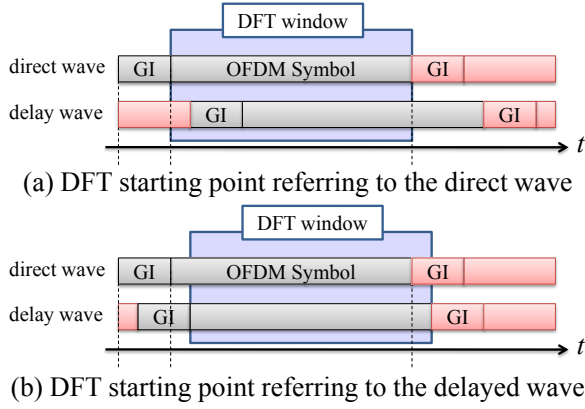 DFT window
direct wave GI OFDM Symbol GI
delay wave GI GI
t
(a) DFT starting point referring to the direct wave
DFT window
direct wave GI OFDM Symbol GI
delay wave GI GI
t
(b) DFT starting point referring to the delayed wave